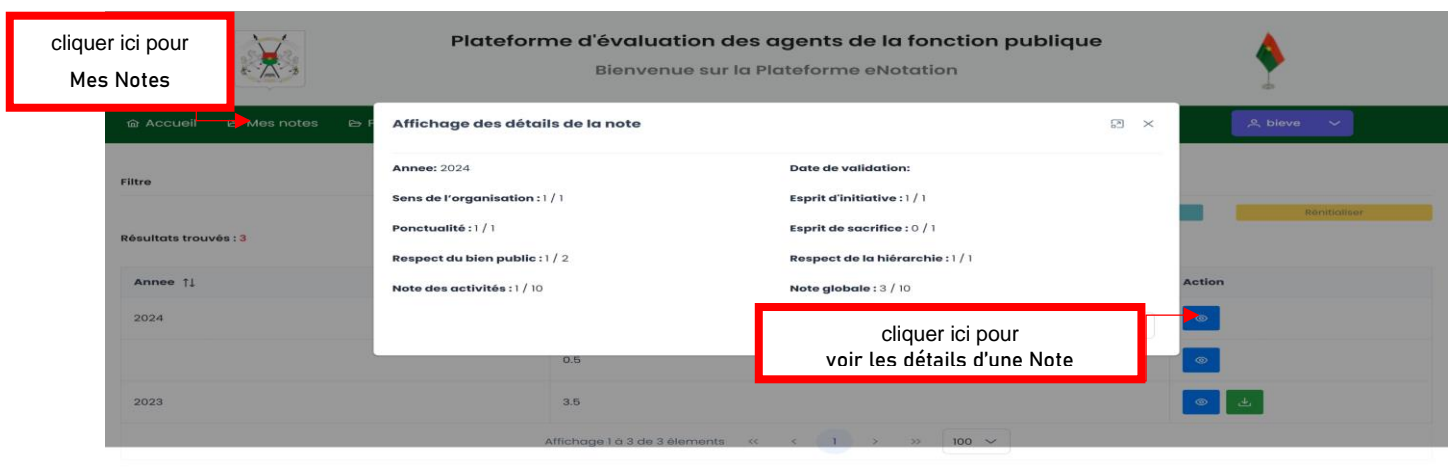 cliquer ici pour
Mes Notes
Plateforme d'évaluation des agents de la fonction publique
Bienvenue sur la Plateforme eNotation
Accueil Mes notes
bieve
Affichage des détails de la note
Annee: 2024 Date de validation:
Filtre
Sens de l'organisation : 1 / 1 Esprit d'initiative : 1 / 1
Rénitialiser
Ponctualité : 1 / 1 Esprit de sacrifice : 0 / 1
Résultats trouvés : 3
Respect du bien public : 1 / 2 Respect de la hiérarchie : 1 / 1
Annee Action
Note des activités : 1 / 10 Note globale : 3 / 10
2024
cliquer ici pour
voir les détails d'une Note
0.5
2023 3.5
Affichage 1 à 3 de 3 élements << < 1 > >> 100